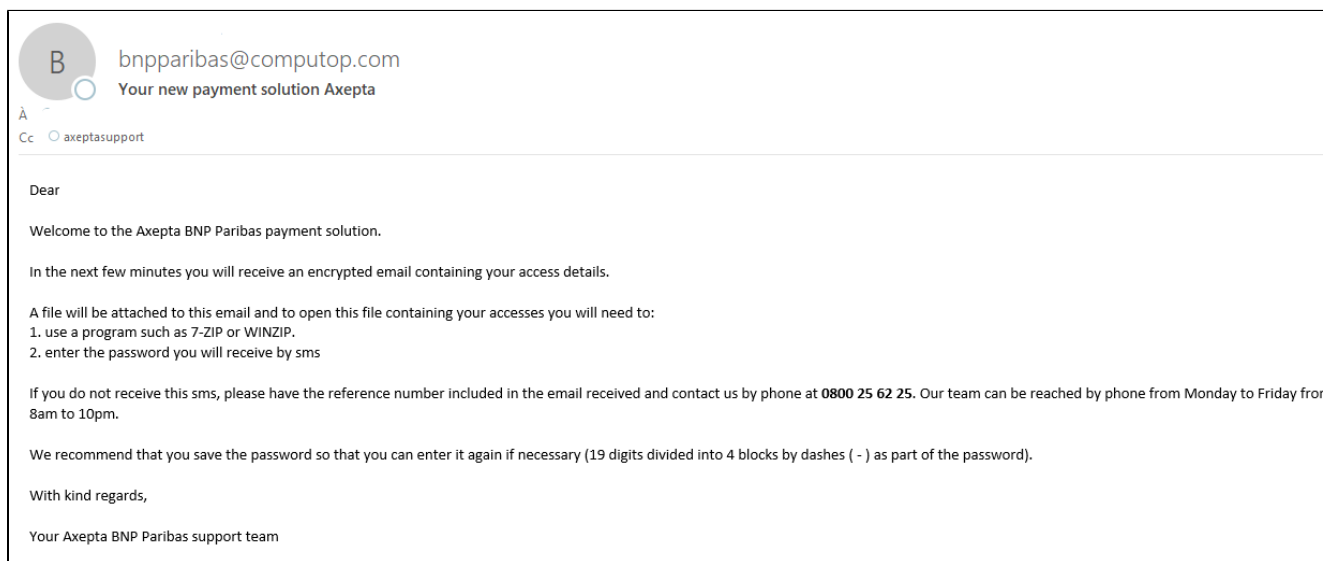 B
bnpparibas@computop.com
Your new payment solution Axepta
À
Cc axeptasupport
Dear
Welcome to the Axepta BNP Paribas payment solution.
In the next few minutes you will receive an encrypted email containing your access details.
A file will be attached to this email and to open this file containing your accesses you will need to:
1. use a program such as 7-ZIP or WINZIP.
2. enter the password you will receive by sms
If you do not receive this sms, please have the reference number included in the email received and contact us by phone at 0800 25 62 25. Our team can be reached by phone from Monday to Friday fror
8am to 10pm.
We recommend that you save the password so that you can enter it again if necessary (19 digits divided into 4 blocks by dashes ( - ) as part of the password).
With kind regards,
Your Axepta BNP Paribas support team